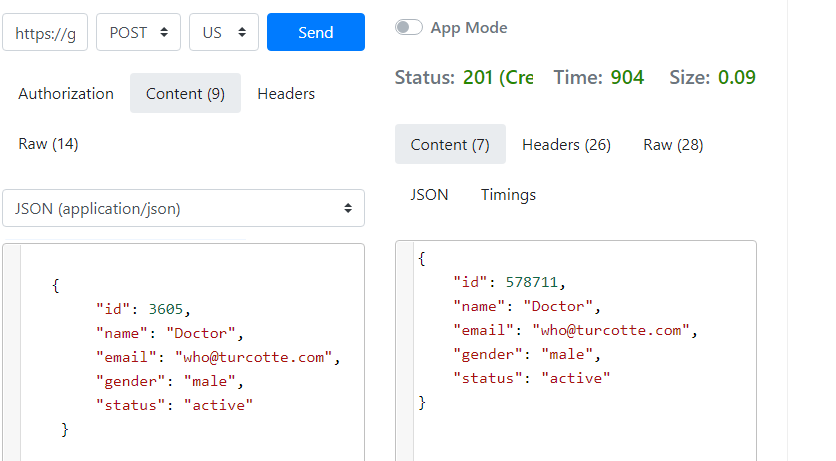 https://g POST US Send
Authorization Content (9) Headers
Raw (14)
JSON (application/json)
{
"id": 3605,
"name": "Doctor",
"email": "who@turcotte.com",
"gender": "male",
"status": "active"
}
App Mode
Status: 201 (Cre Time: 904 Size: 0.09
Content (7) Headers (26) Raw (28)
JSON Timings
{
"id": 578711,
"name": "Doctor",
"email": "who@turcotte.com",
"gender": "male",
"status": "active"
}